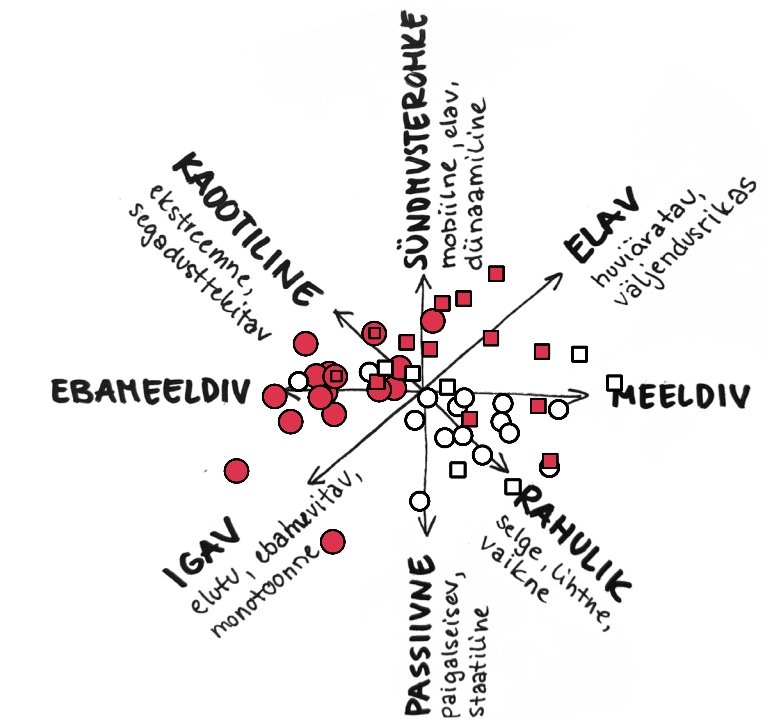 SÜNDMUSTEROHKE
mobiilne, elav,
dünaamiline
ELAV
huviäratav,
väljendusrikas
KAOOTILINE
ekstreemne,
segadusttekitav
EBAMEELDIV
MEELDIV
IGAV
elutu, ebamevitav,
monotoonne
RAHULIK
selge, lihtne,
vaikne
PASSIIVNE
paigalseisev,
staatiline